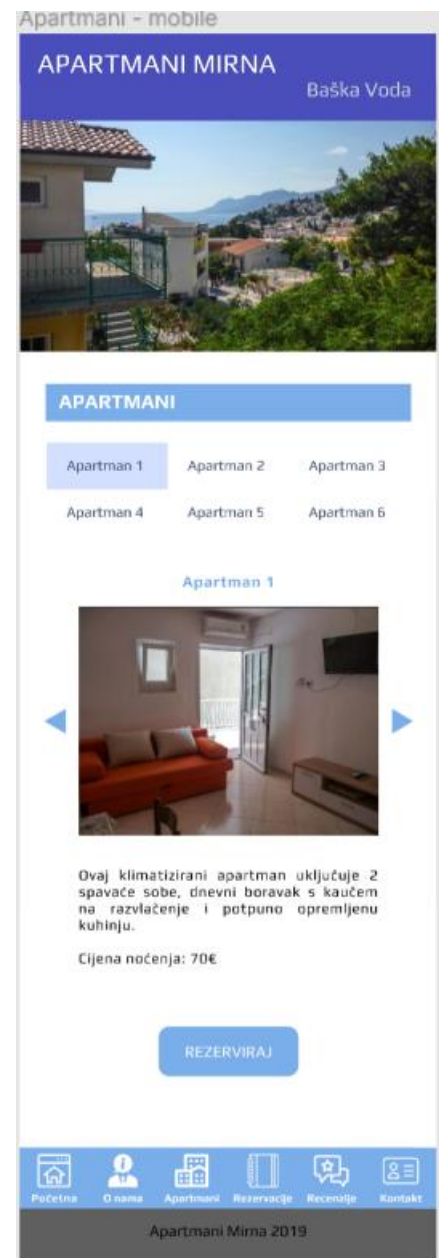 Apartmani - mobile
APARTMANI MIRNA
Baška Voda
APARTMANI
Apartman 1 Apartman 2 Apartman 3
Apartman 4 Apartman 5 Apartman 6
Apartman 1
Ovaj klimatizirani apartman uključuje 2
spavaće sobe, dnevni boravak s kaučem
na razvlačenje i potpuno opremljenu
kuhinju.
Cijena noćenja: 70€
REZERVIRAJ
Početna O nama Apartmani Rezervacije Recenzije Kontakt
Apartmani Mirna 2019